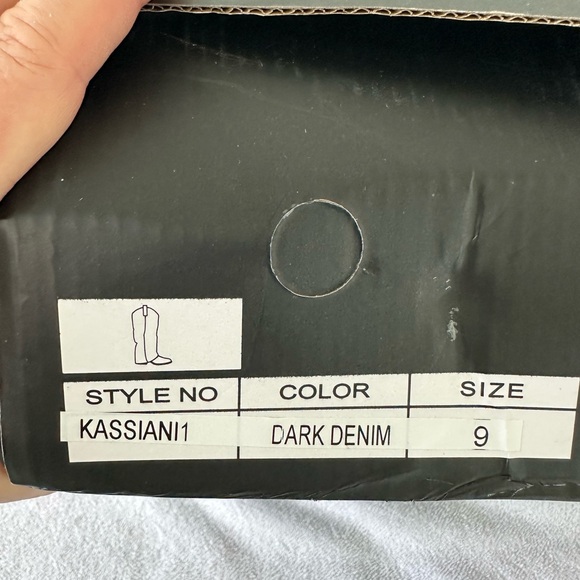 STYLE NO COLOR SIZE
KASSIANI1 DARK DENIM 9